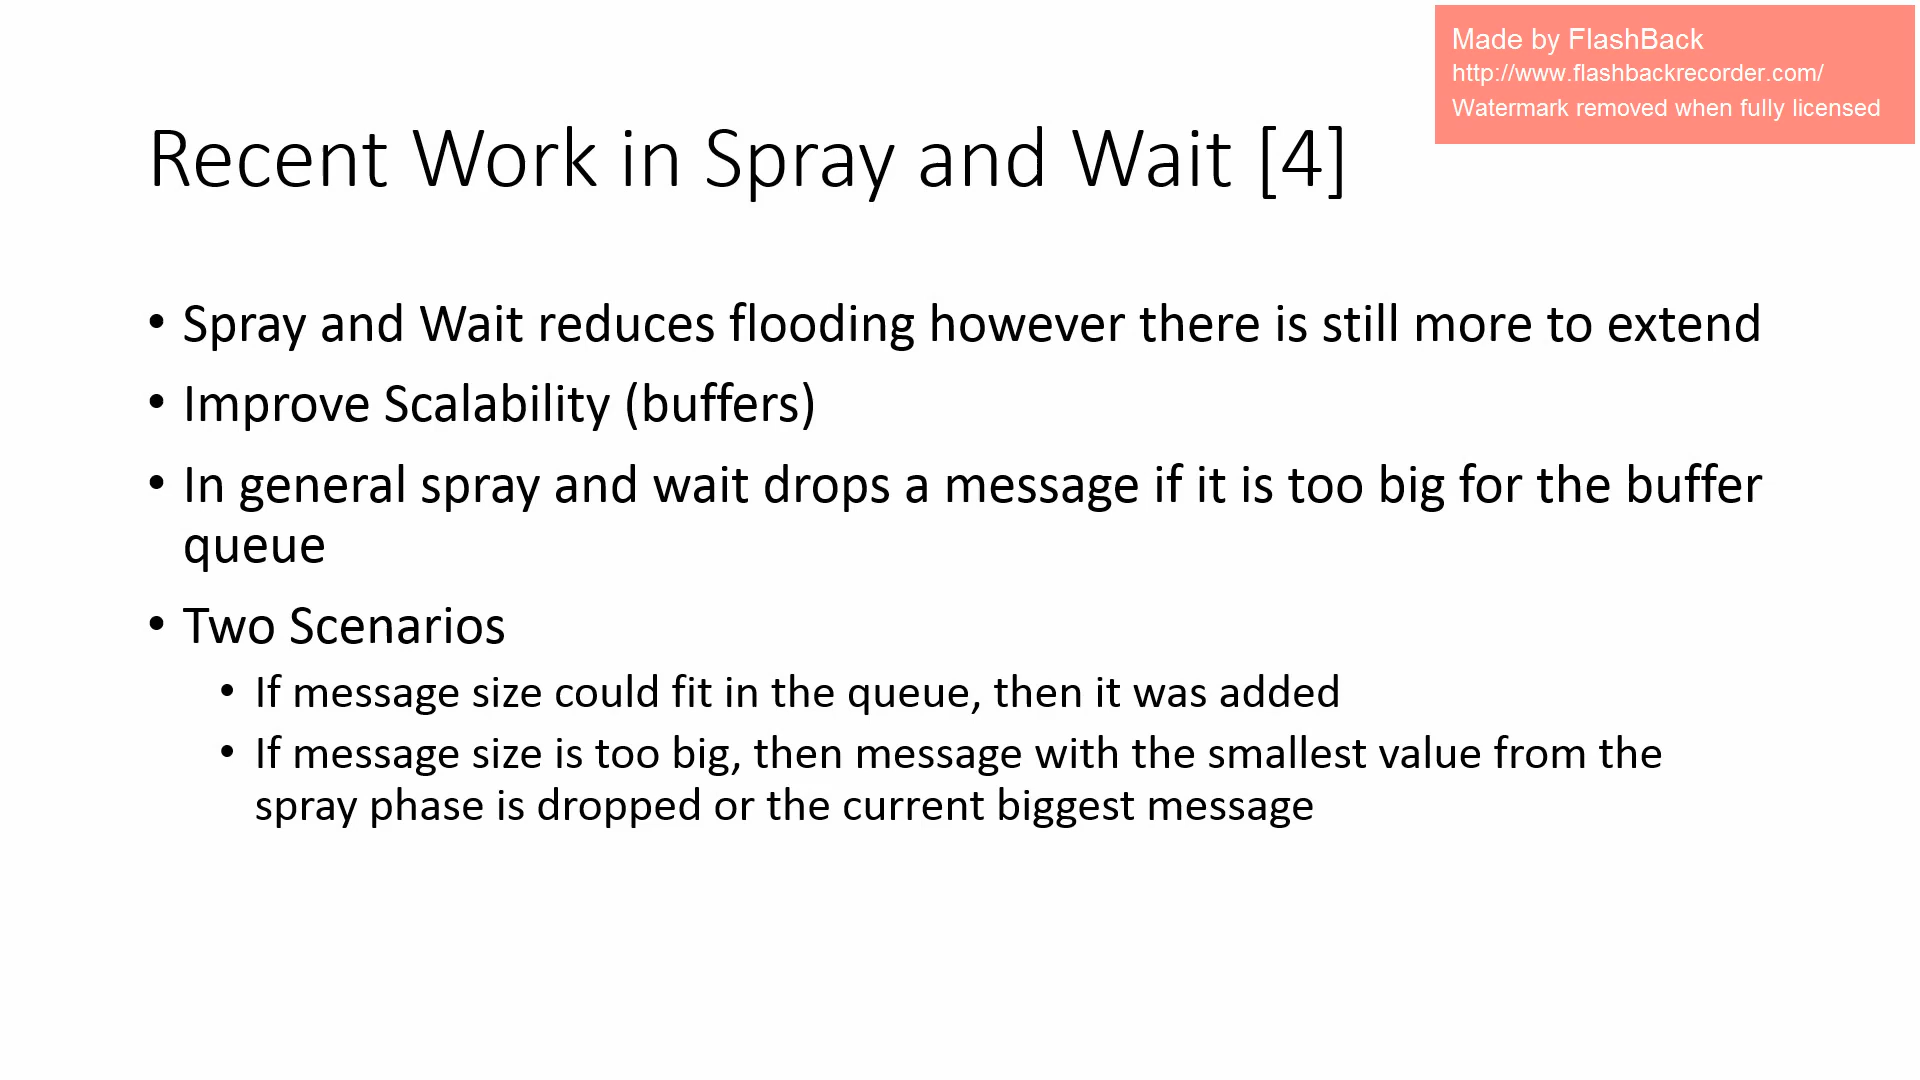 Made by FlashBack
http://www.flashbackrecorder.com/
Watermark removed when fully licensed
Recent Work in Spray and Wait [4]
• Spray and Wait reduces flooding however there is still more to extend
• Improve Scalability (buffers)
• In general spray and wait drops a message if it is too big for the buffer
queue
• Two Scenarios
• If message size could fit in the queue, then it was added
• If message size is too big, then message with the smallest value from the
spray phase is dropped or the current biggest message